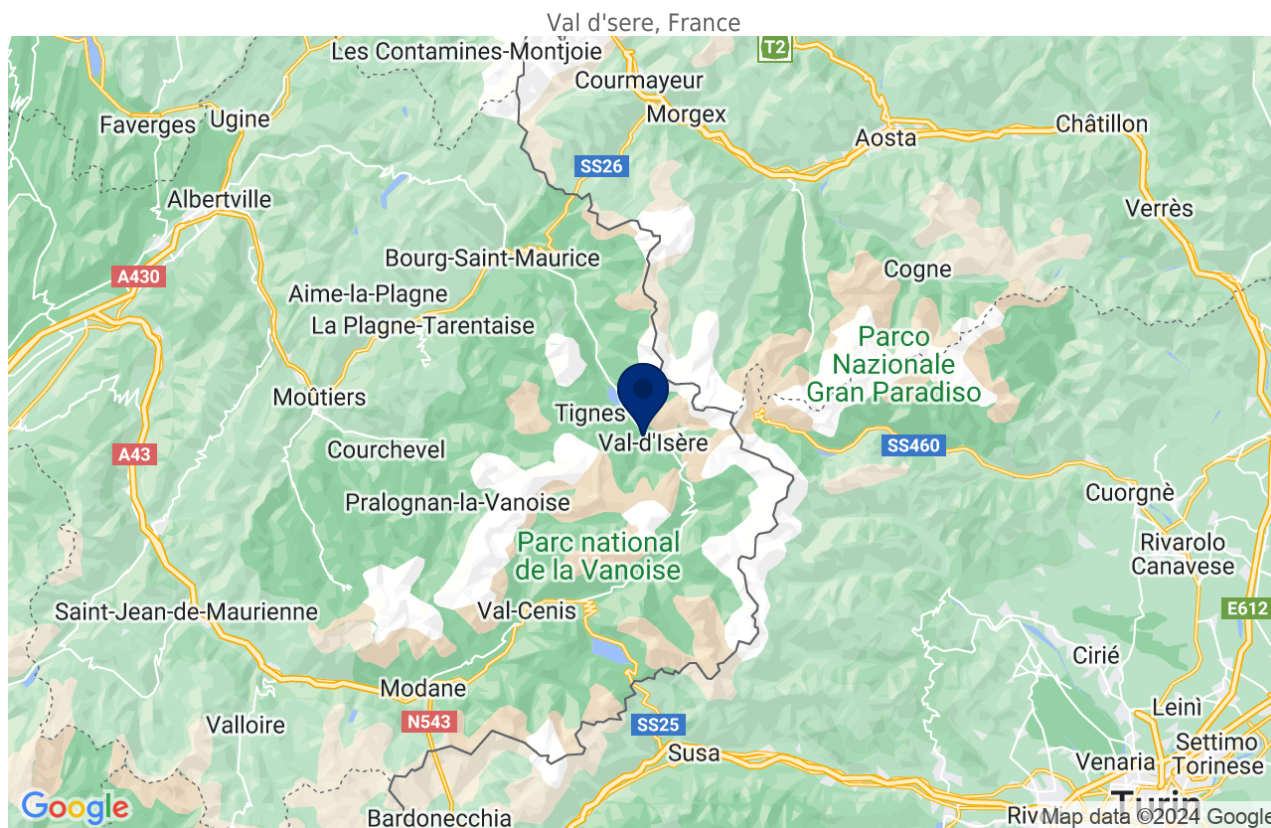 Val d'sere, France
Les Contamines-Montjoie
T2
Courmayeur
Morgex
Faverges
Ugine
Aosta
Châtillon
SS26
Albertville
Verrès
Bourg-Saint-Maurice
Cogne
A430
Aime-la-Plagne
La Plagne-Tarentaise
Parco
Nazionale
Gran Paradiso
Moûtiers
Tignes
Val-d'Isère
Courchevel
A43
SS460
Pralognan-la-Vanoise
Cuorgnè
Parc national
de la Vanoise
Rivarolo
Canavese
Saint-Jean-de-Maurienne
Val-Cenis
E612
Cirié
Modane
Leinì
Valloire
N543
SS25
Susa
Settimo
Torinese
Venaria
Google
Turin
Bardonecchia
Riv
Map data ©2024 Google